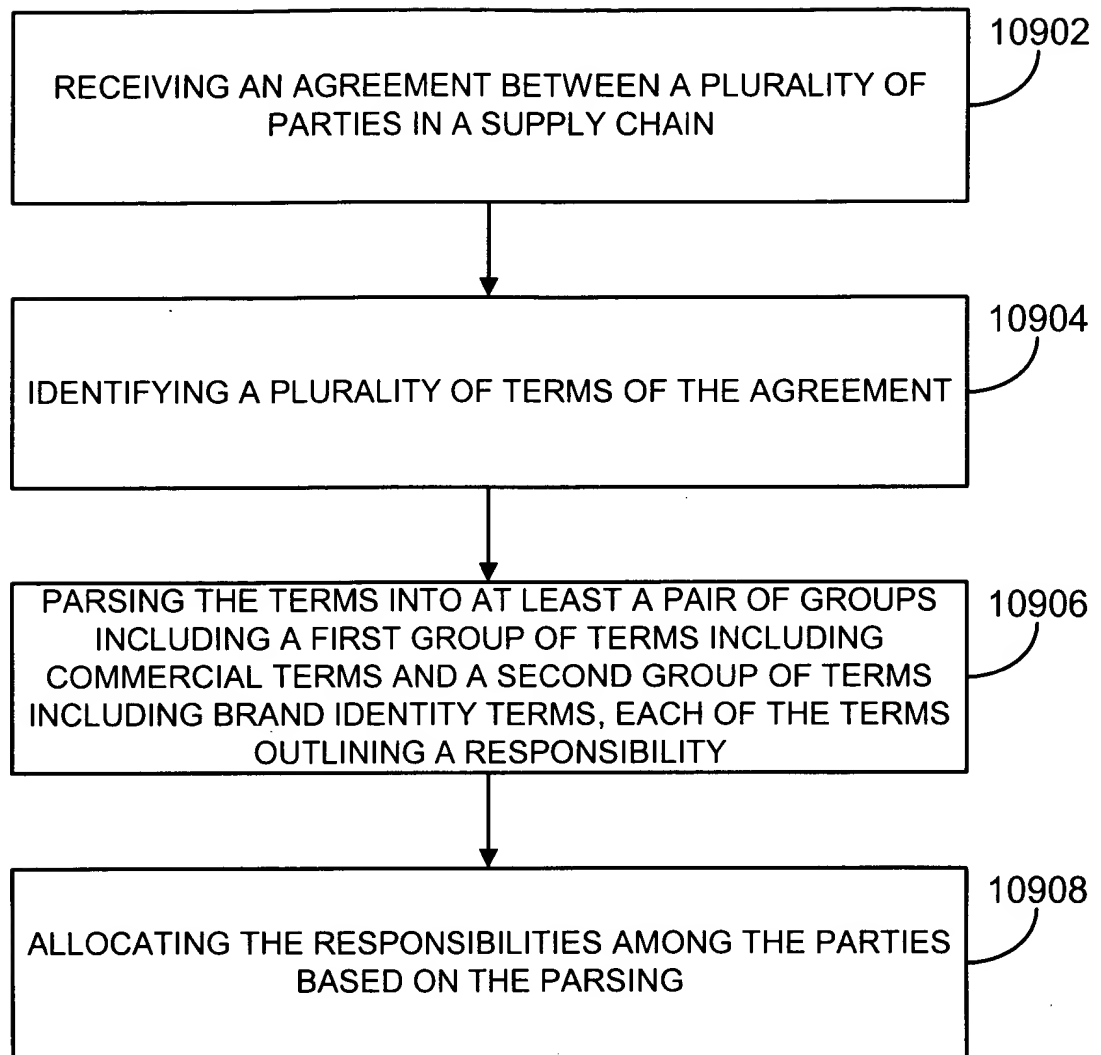 10902
RECEIVING AN AGREEMENT BETWEEN A PLURALITY OF
PARTIES IN A SUPPLY CHAIN
10904
IDENTIFYING A PLURALITY OF TERMS OF THE AGREEMENT
10906
PARSING THE TERMS INTO AT LEAST A PAIR OF GROUPS
INCLUDING A FIRST GROUP OF TERMS INCLUDING
COMMERCIAL TERMS AND A SECOND GROUP OF TERMS
INCLUDING BRAND IDENTITY TERMS, EACH OF THE TERMS
OUTLINING A RESPONSIBILITY
10908
ALLOCATING THE RESPONSIBILITIES AMONG THE PARTIES
BASED ON THE PARSING